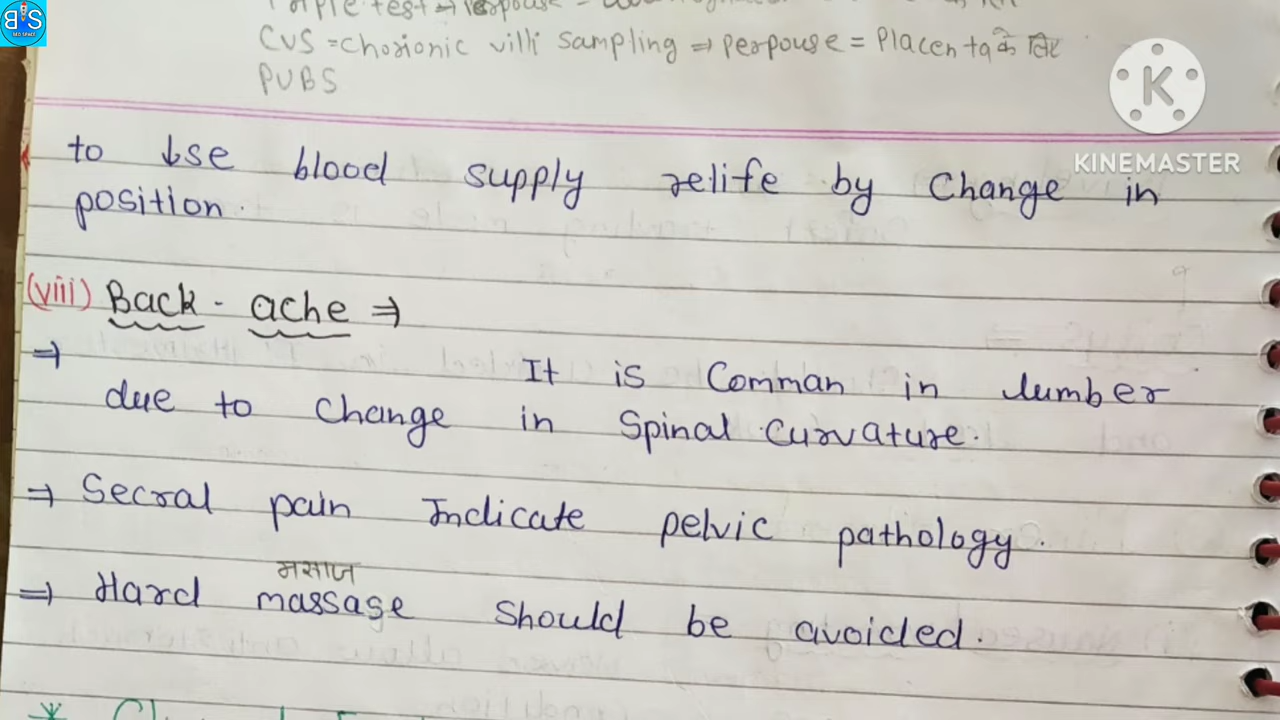 CVS = chosionic villi sampling ⇒ perpouse = Placenta के लिए
PUBS
KINEMASTER
to ↓se blood supply relife by Change in
position.
(viii) Back - ache ⇒
⇒ It is Comman in lumber
due to change in Spinal Curvature.
⇒ Secral pain Indicate pelvic pathology.
मसाज
⇒ Hard massage should be avoided.